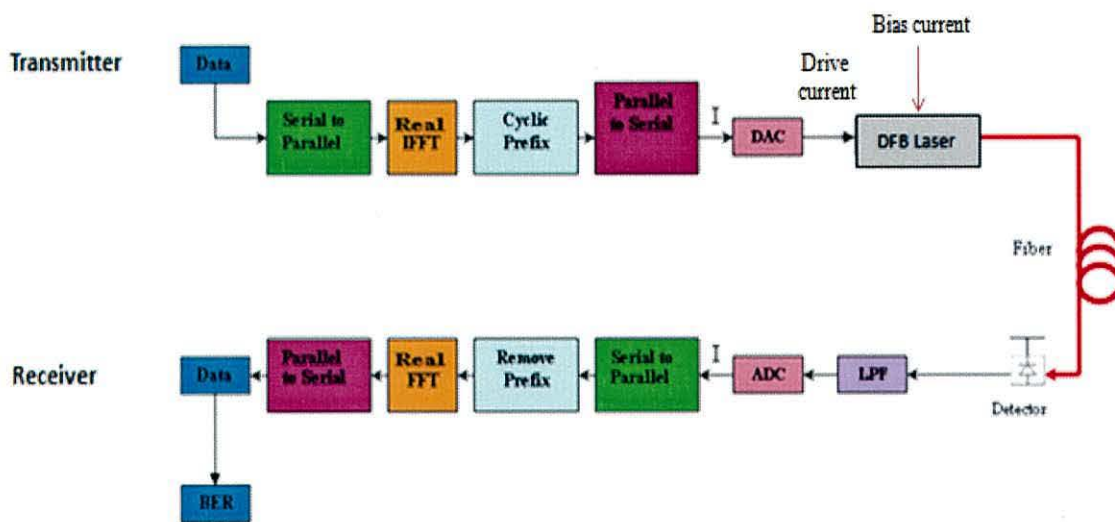 Bias current
Transmitter
Data
Drive
current
Serial to
Parallel
Real
IFFT
Cyclic
Prefix
Parallel
to Serial
I
DAC
DFB Laser
Fiber
Receiver
Data
Parallel
to Serial
Real
FFT
Remove
Prefix
Serial to
Parallel
I
ADC
LPF
Detector
BER